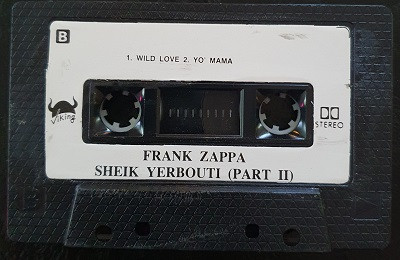 B
1. WILD LOVE 2. YO' MAMA
Viking
STEREO
FRANK ZAPPA
SHEIK YERBOUTI (PART II)
B